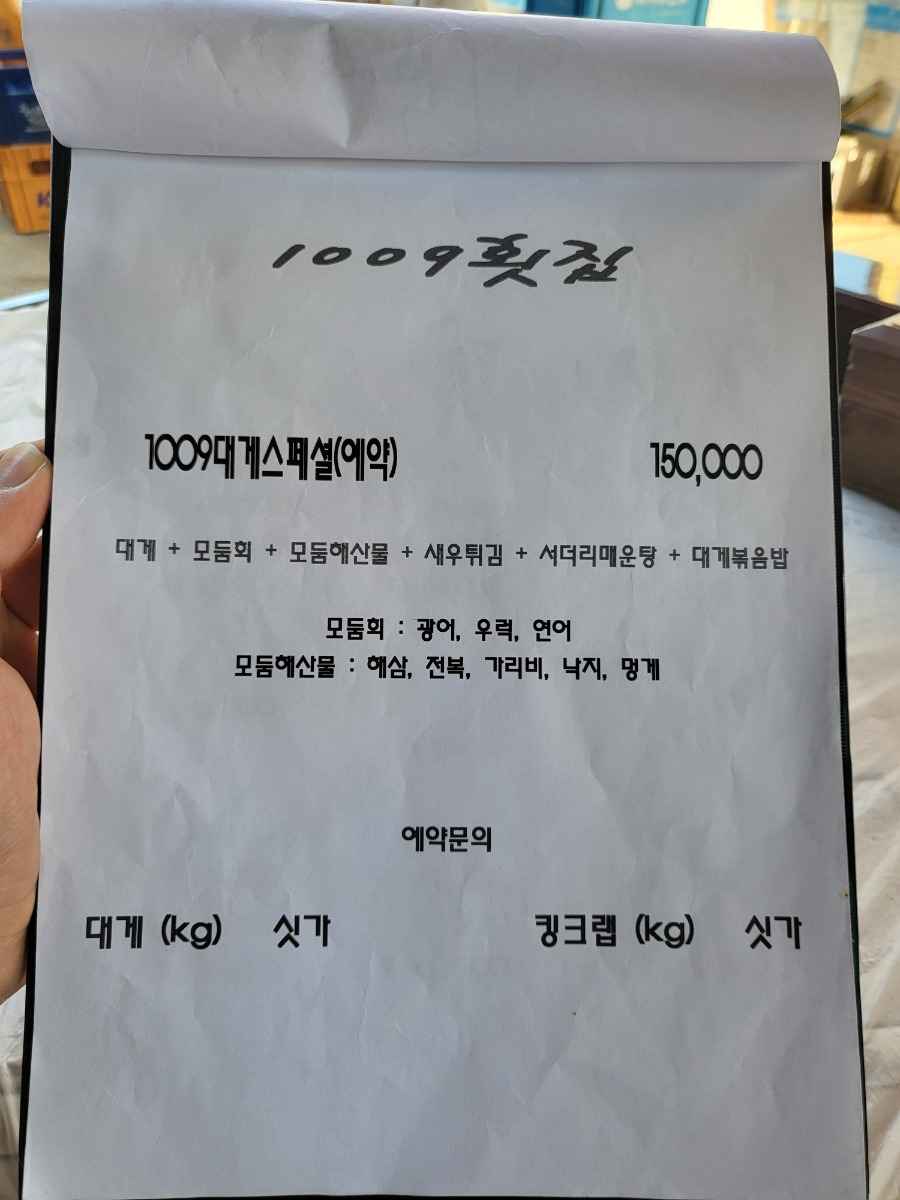 1009횟집
1009대게스페셜(예약) 150,000
대게 + 모둠회 + 모둠해산물 + 새우튀김 + 서더리매운탕 + 대게볶음밥
모둠회 : 광어, 우럭, 연어
모둠해산물 : 해삼, 전복, 가리비, 낙지, 멍게
예약문의
대게 (kg) 싯가 킹크랩 (kg) 싯가